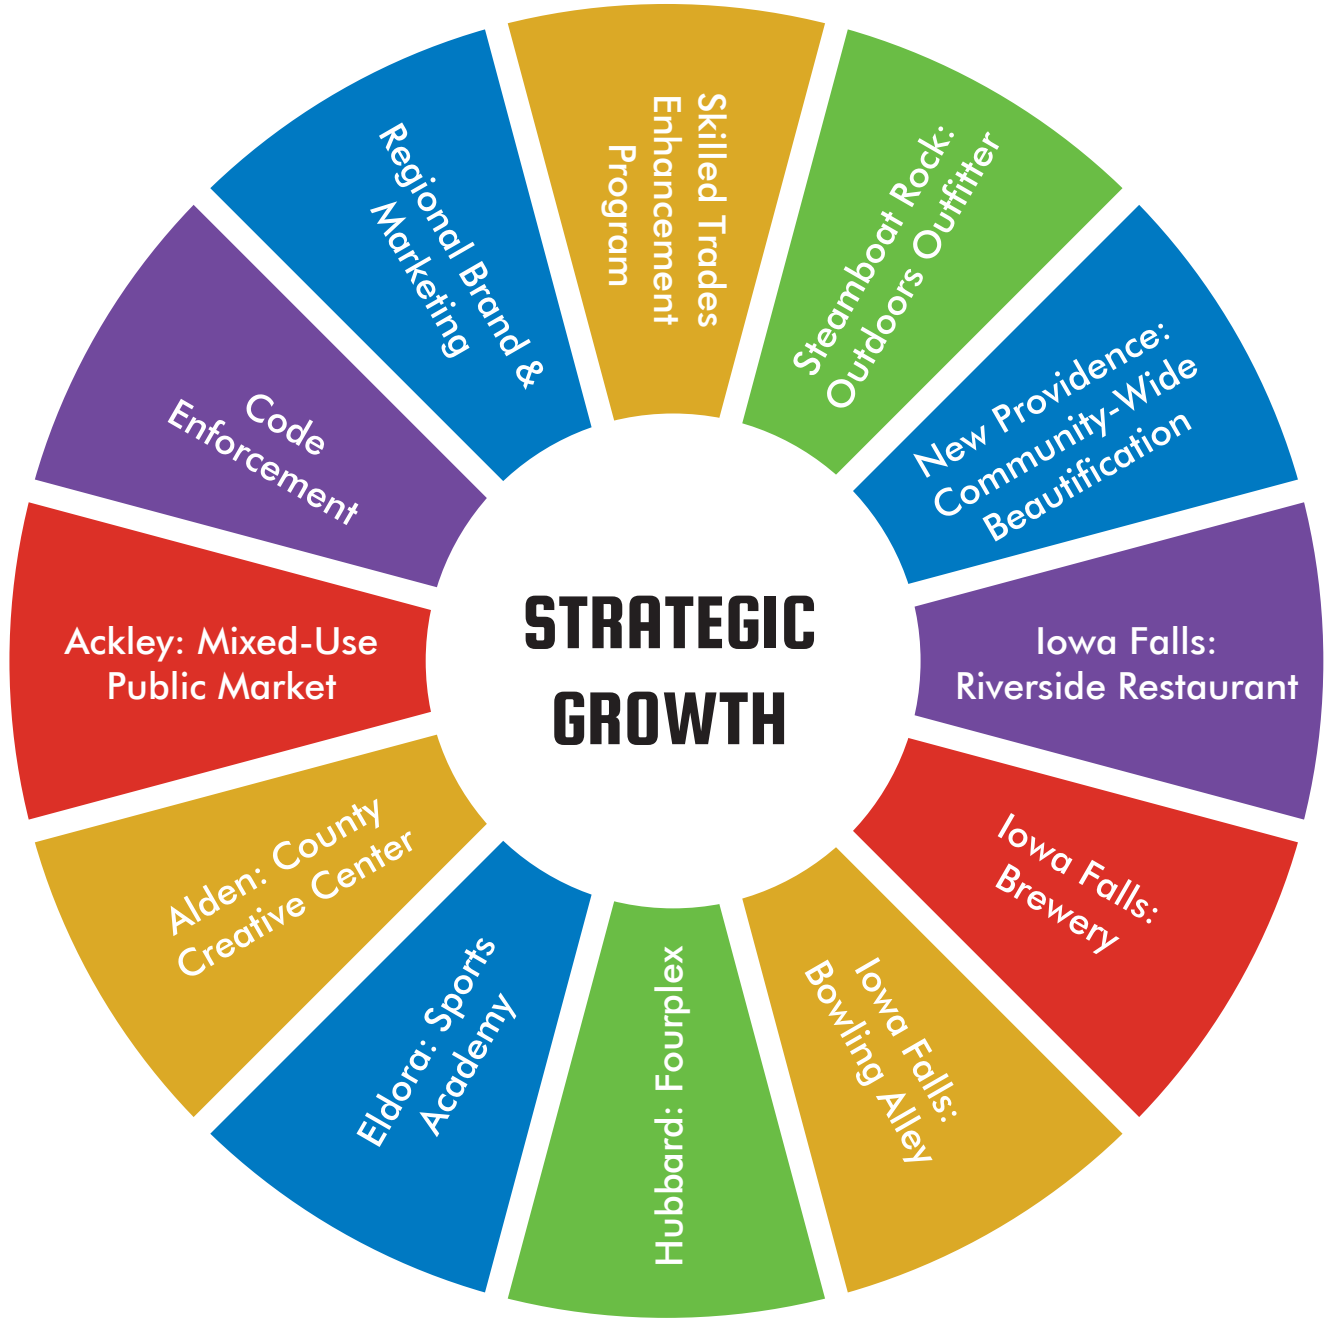 Skilled Trades
Enhancement
Program
Steamboat Rock:
Outdoors Outfitter
New Providence:
Community-Wide
Beautification
Iowa Falls:
Riverside Restaurant
Iowa Falls:
Brewery
Iowa Falls:
Bowling Alley
Hubbard: Fourplex
Eldora: Sports
Academy
Alden: County
Creative Center
Ackley: Mixed-Use
Public Market
Code
Enforcement
Regional Brand &
Marketing
STRATEGIC
GROWTH